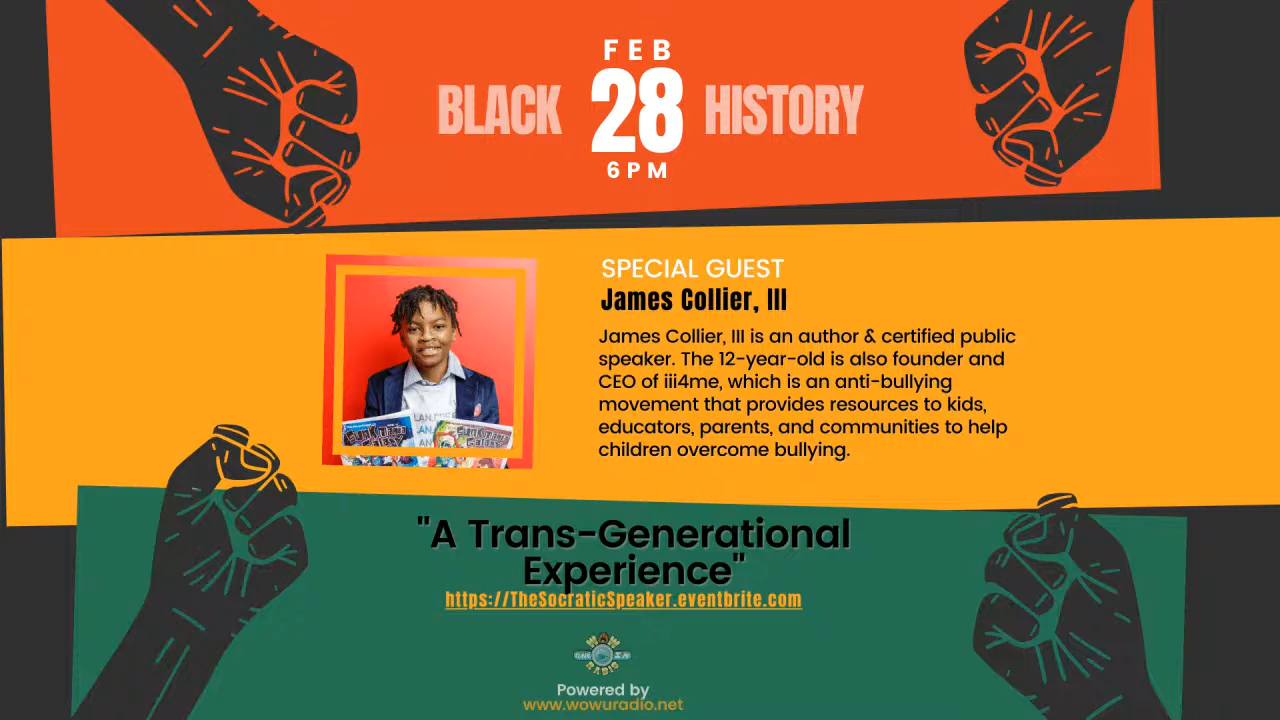 FEB
BLACK 28 HISTORY
6PM
SPECIAL GUEST
James Collier, III
James Collier, III is an author & certified public
speaker. The 12-year-old is also founder and
CEO of iii4me, which is an anti-bullying
movement that provides resources to kids,
educators, parents, and communities to help
children overcome bullying.
"A Trans-Generational
Experience"
https://TheSocraticSpeaker.eventbrite.com
WOW
RADIO
Powered by
www.wowuradio.net